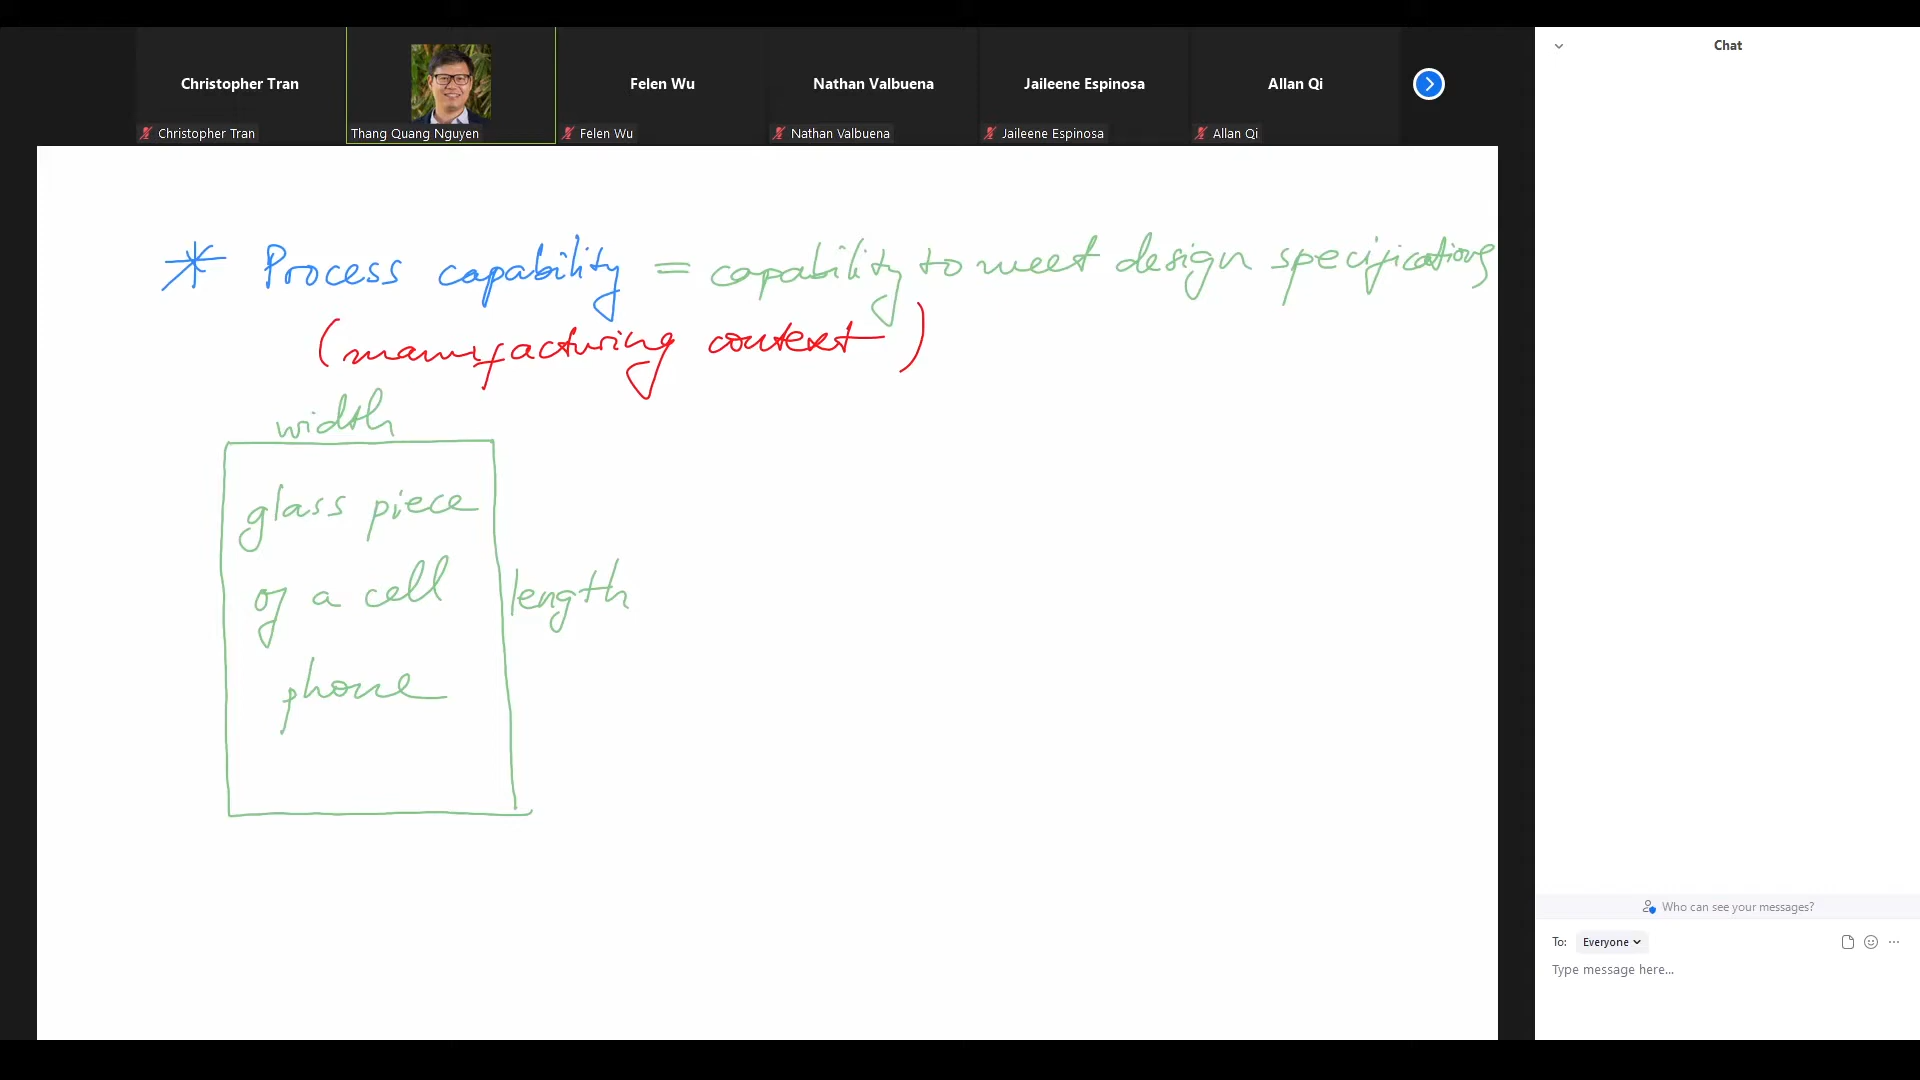 Chat
Christopher Tran
Felen Wu
Nathan Valbuena
Jaileene Espinosa
Allan Qi
Christopher Tran
Thang Quang Nguyen
Felen Wu
Nathan Valbuena
Jaileene Espinosa
Allan Qi
* Process capability = capability to meet design specifications
(manufacturing context)
width
glass piece
of a cell
phone
length
Who can see your messages?
To: Everyone
Type message here...